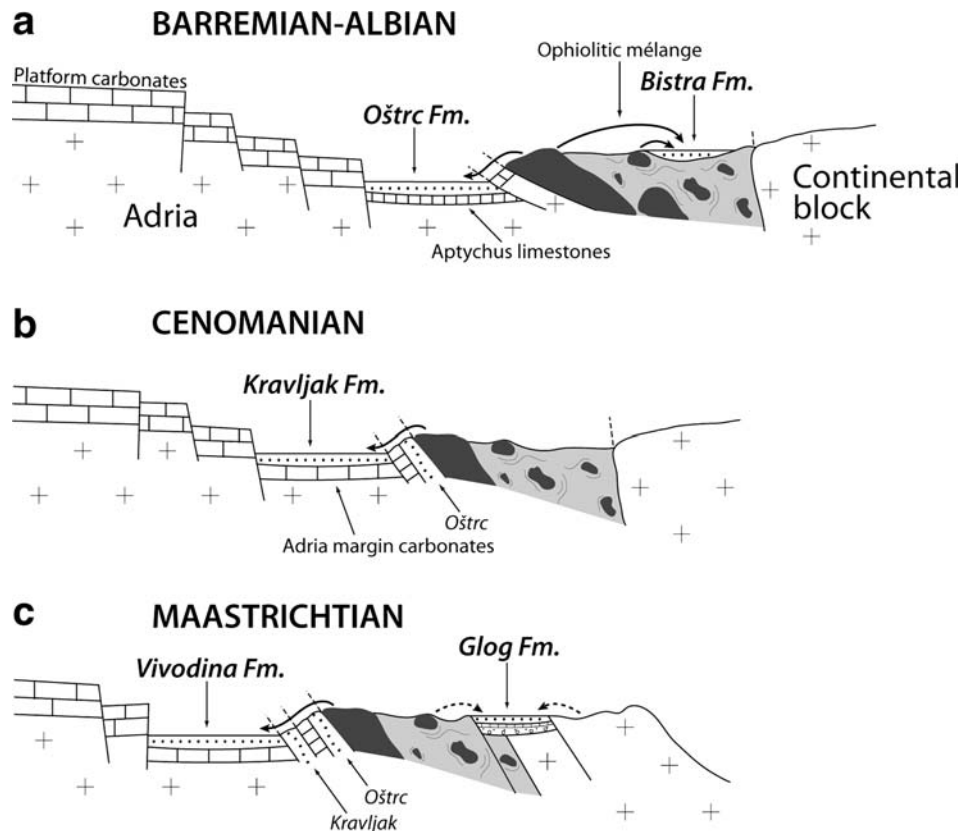 a BARREMIAN-ALBIAN
Ophiolitic mélange
Platform carbonates
Bistra Fm.
Oštrc Fm.
Adria
Continental
block
Aptychus limestones
b CENOMANIAN
Kravljak Fm.
Oštrc
Adria margin carbonates
c MAASTRICHTIAN
Glog Fm.
Vivodina Fm.
Oštrc
Kravljak